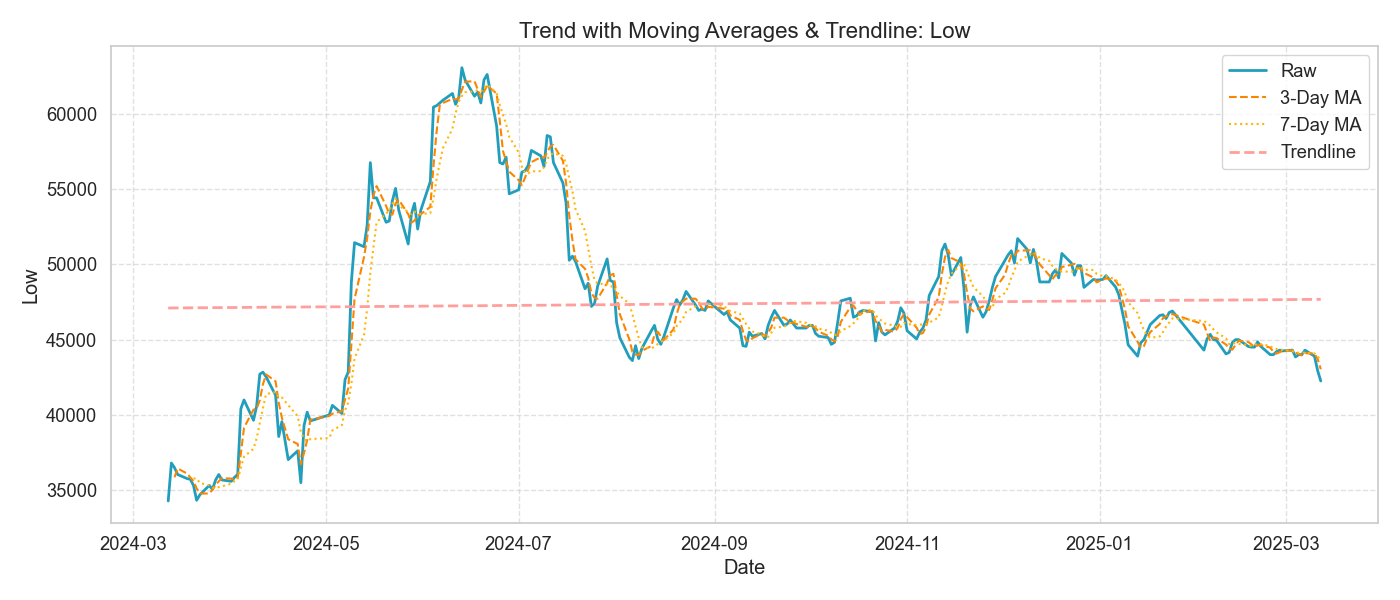 Trend with Moving Averages & Trendline: Low
Raw
3-Day MA
7-Day MA
Trendline
Low
60000
55000
50000
45000
40000
35000
2024-03 2024-05 2024-07 2024-09 2024-11 2025-01 2025-03
Date